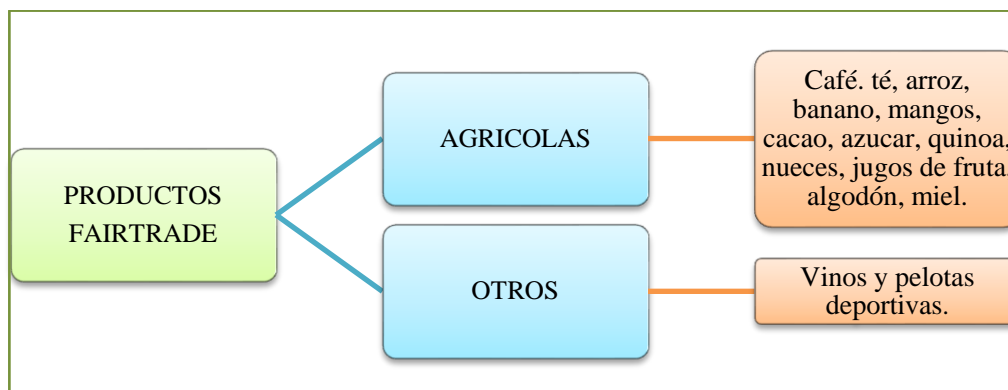 PRODUCTOS
FAIRTRADE
AGRICOLAS
Café. té, arroz,
banano, mangos,
cacao, azucar, quinoa,
nueces, jugos de fruta,
algodón, miel.
OTROS
Vinos y pelotas
deportivas.